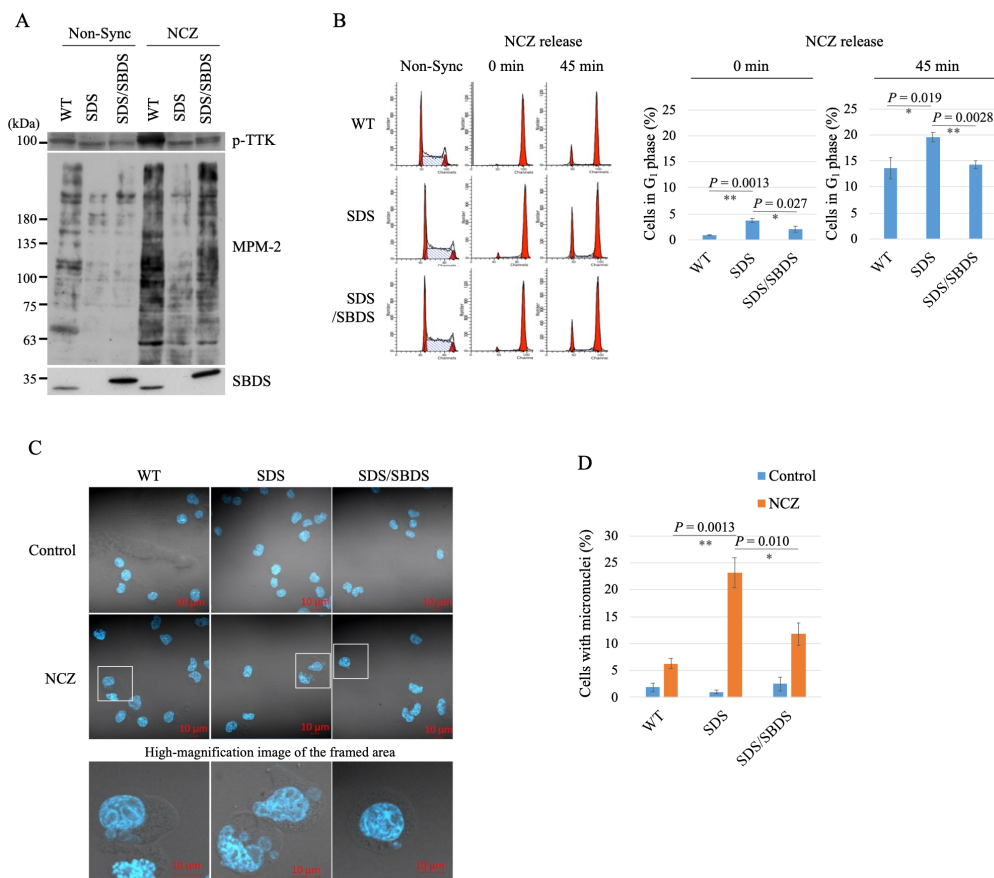 A
Non-Sync NCZ
WT SDS SDS/SBDS WT SDS SDS/SBDS
(kDa)
100 p-TTK
180
135
MPM-2
100
75
63
35 SBDS
B
NCZ release
Non-Sync 0 min 45 min
WT
SDS
SDS
/SBDS
Channels
NCZ release
0 min
Cells in G1 phase (%)
25
20
15
10
5
0
P = 0.0013
**
P = 0.027
*
WT SDS SDS/SBDS
45 min
Cells in G1 phase (%)
25
20
15
10
5
0
P = 0.019
*
P = 0.0028
**
WT SDS SDS/SBDS
C
WT SDS SDS/SBDS
Control
10 μm 10 μm 10 μm
NCZ
10 μm 10 μm 10 μm
High-magnification image of the framed area
10 μm 10 μm 10 μm
D
Control
NCZ
Cells with micronuclei (%)
35
30
25
20
15
10
5
0
P = 0.0013
**
P = 0.010
*
WT SDS SDS/SBDS